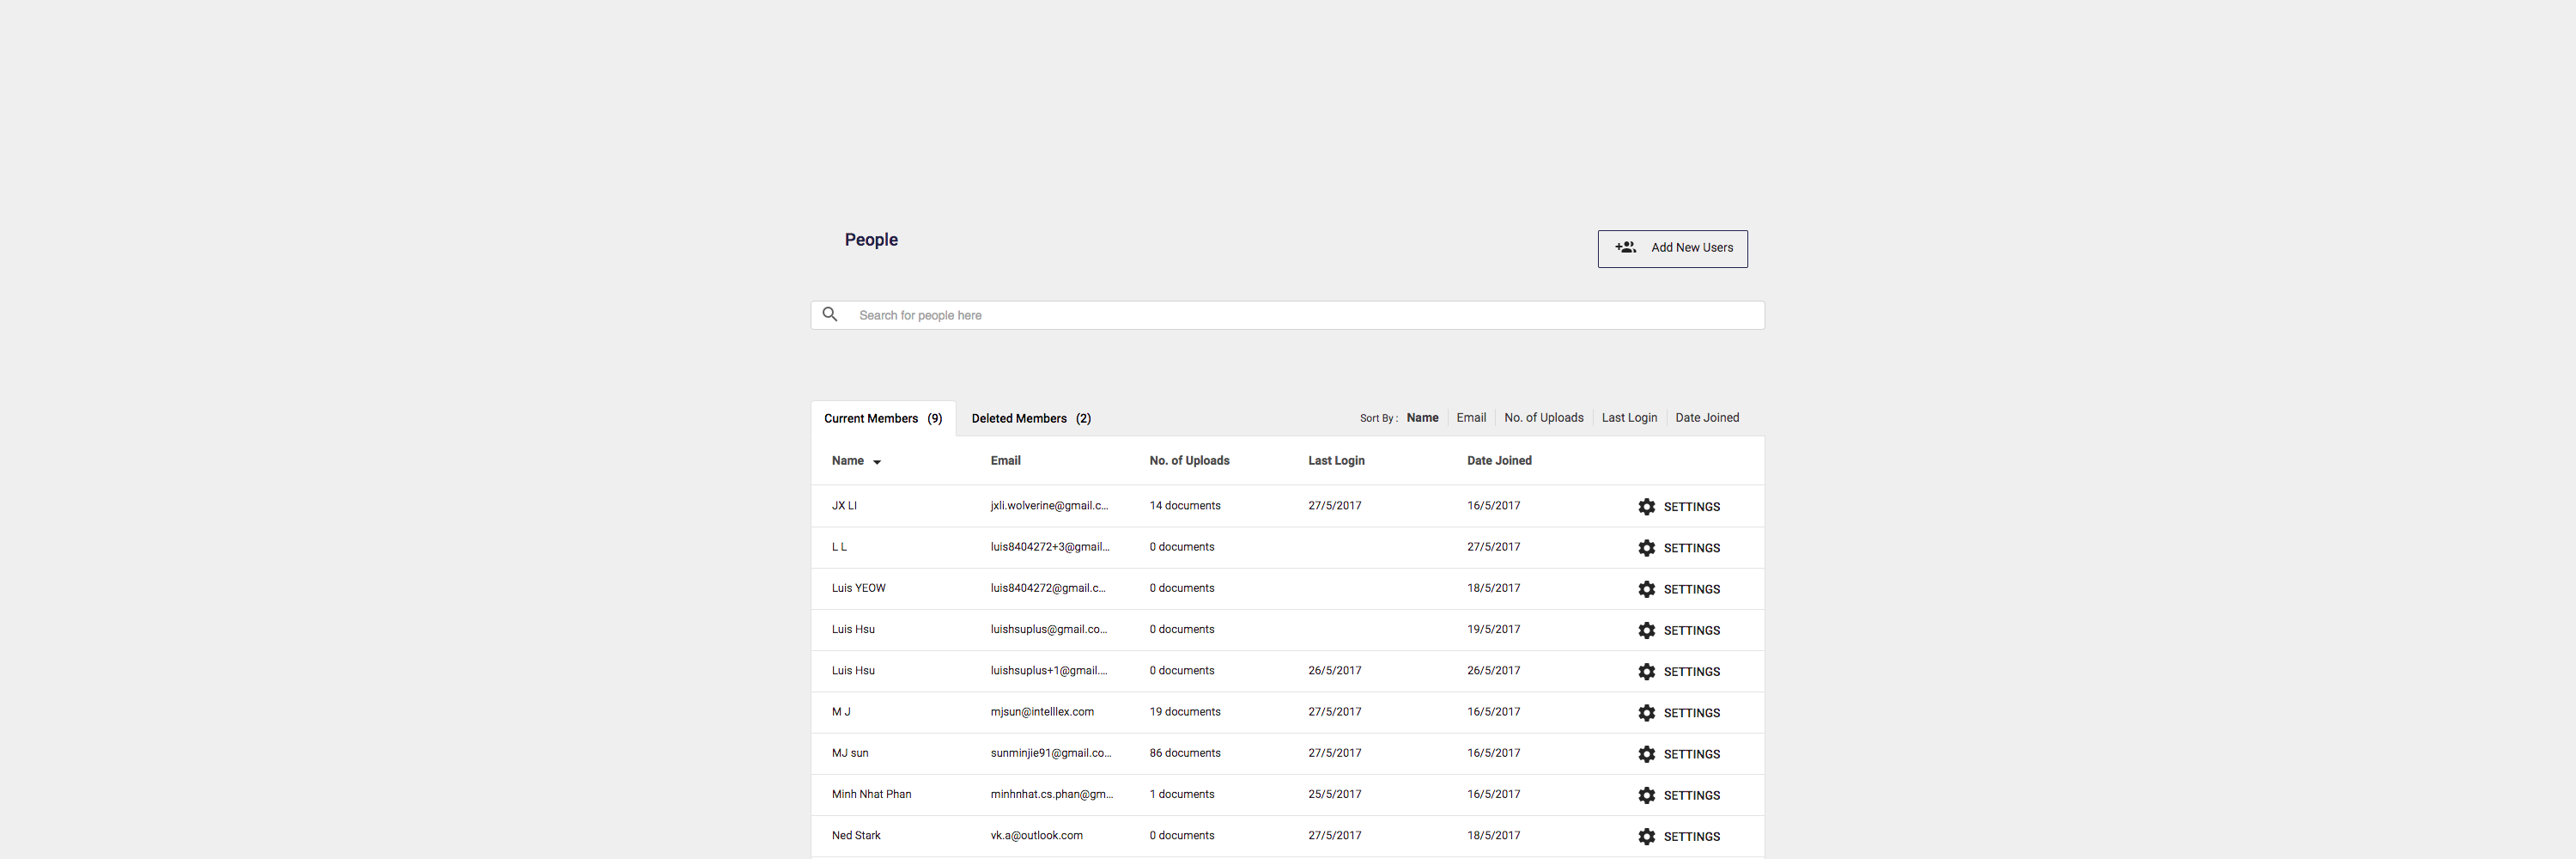 People
Add New Users
Search for people here
Current Members (9) Deleted Members (2) Sort By : Name Email No. of Uploads Last Login Date Joined
Name Email No. of Uploads Last Login Date Joined
JX LI jxli.wolverine@gmail.c... 14 documents 27/5/2017 16/5/2017 SETTINGS
L L luis8404272+3@gmail... 0 documents 27/5/2017 SETTINGS
Luis YEOW luis8404272@gmail.c... 0 documents 18/5/2017 SETTINGS
Luis Hsu luishsuplus@gmail.co... 0 documents 19/5/2017 SETTINGS
Luis Hsu luishsuplus+1@gmail.... 0 documents 26/5/2017 26/5/2017 SETTINGS
M J mjsun@intelllex.com 19 documents 27/5/2017 16/5/2017 SETTINGS
MJ sun sunminjie91@gmail.co... 86 documents 27/5/2017 16/5/2017 SETTINGS
Minh Nhat Phan minhnhat.cs.phan@gm... 1 documents 25/5/2017 16/5/2017 SETTINGS
Ned Stark vk.a@outlook.com 0 documents 27/5/2017 18/5/2017 SETTINGS